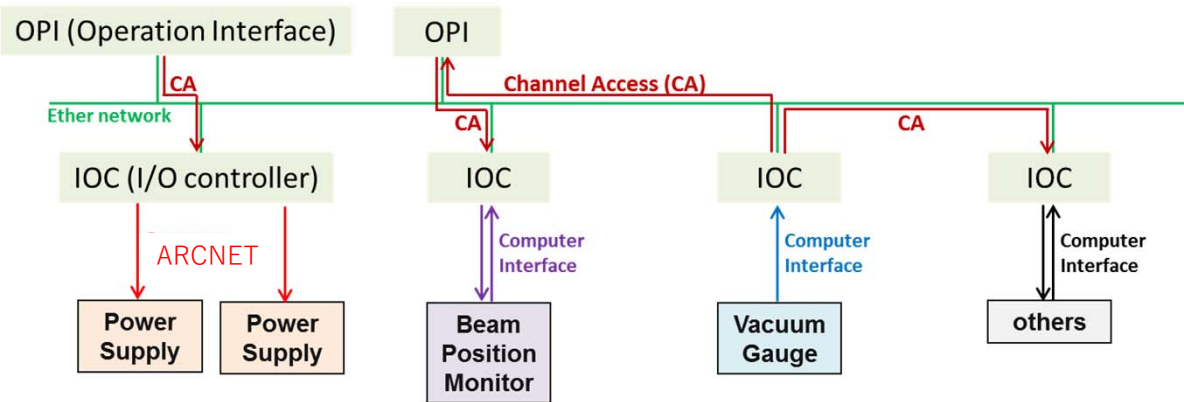 OPI (Operation Interface)
OPI
CA
Channel Access (CA)
Ether network
CA
CA
IOC (I/O controller)
IOC
IOC
IOC
ARCNET
Computer
Interface
Computer
Interface
Computer
Interface
Power
Supply
Power
Supply
Beam
Position
Monitor
Vacuum
Gauge
others